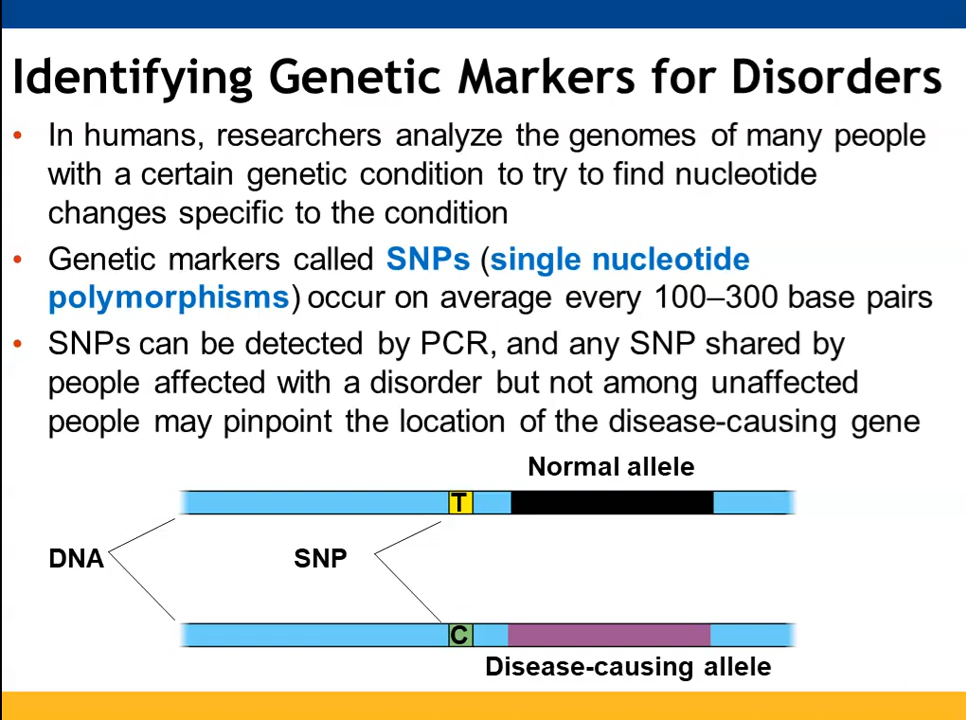 Identifying Genetic Markers for Disorders
• In humans, researchers analyze the genomes of many people
with a certain genetic condition to try to find nucleotide
changes specific to the condition
• Genetic markers called SNPs (single nucleotide
polymorphisms) occur on average every 100–300 base pairs
• SNPs can be detected by PCR, and any SNP shared by
people affected with a disorder but not among unaffected
people may pinpoint the location of the disease-causing gene
Normal allele
T
DNA
SNP
C
Disease-causing allele